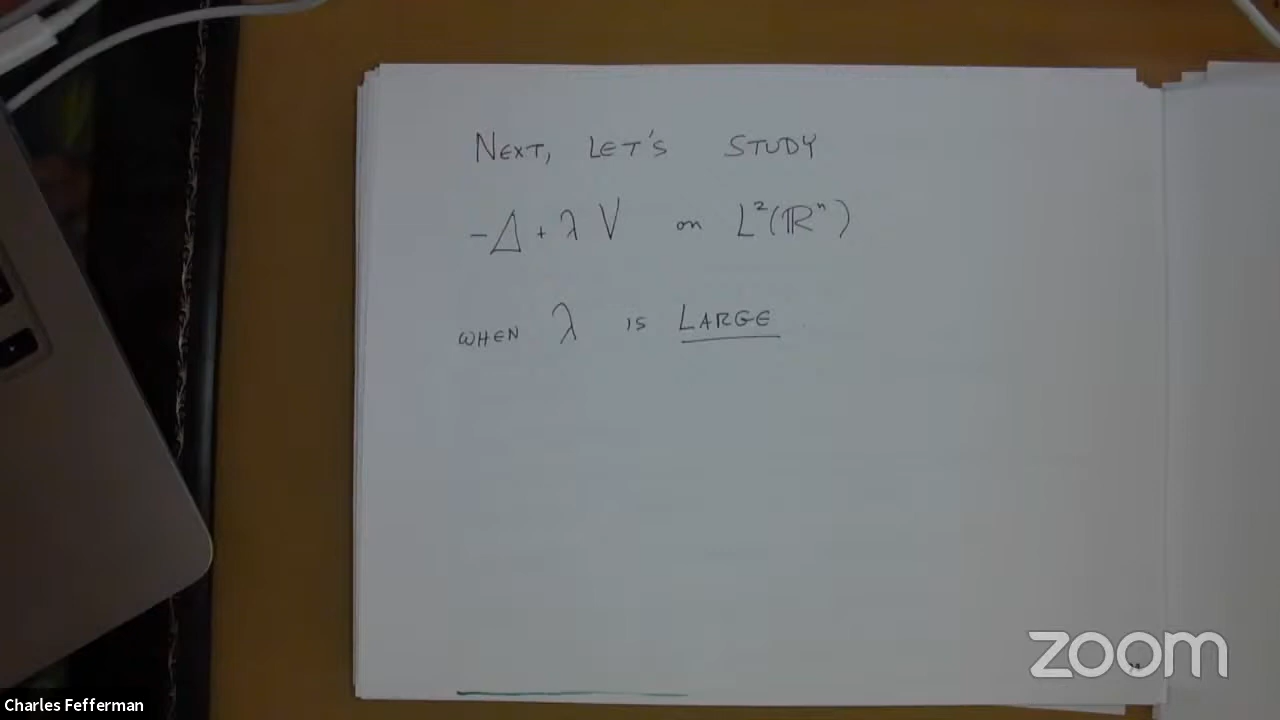 NEXT, LET'S STUDY
-Δ + λ V on L²(ℝⁿ)
WHEN λ IS LARGE
zoom
Charles Fefferman